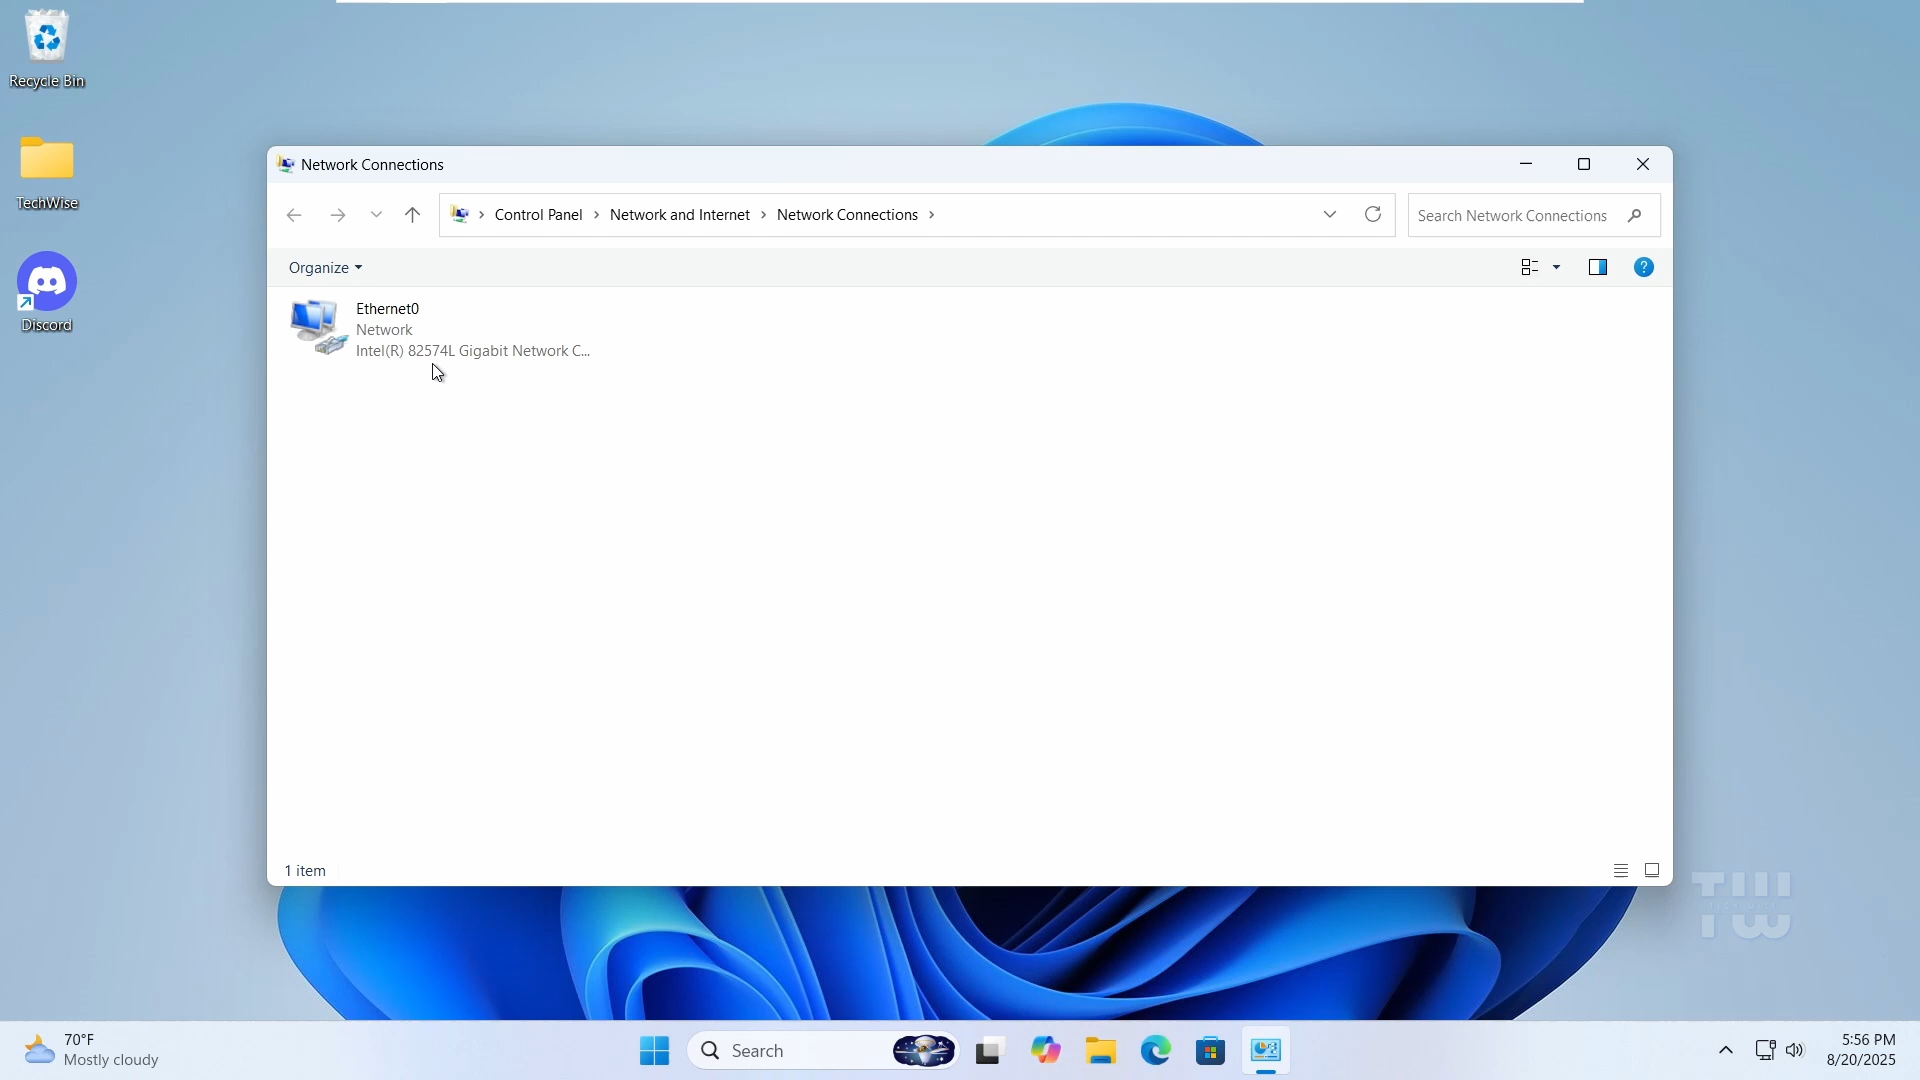 Recycle Bin
TechWise
Discord
Network Connections
Control Panel
Network and Internet
Network Connections
Search Network Connections
Organize
Ethernet0
Network
Intel(R) 82574L Gigabit Network C...
1 item
TW
70°F
Mostly cloudy
Search
5:56 PM
8/20/2025